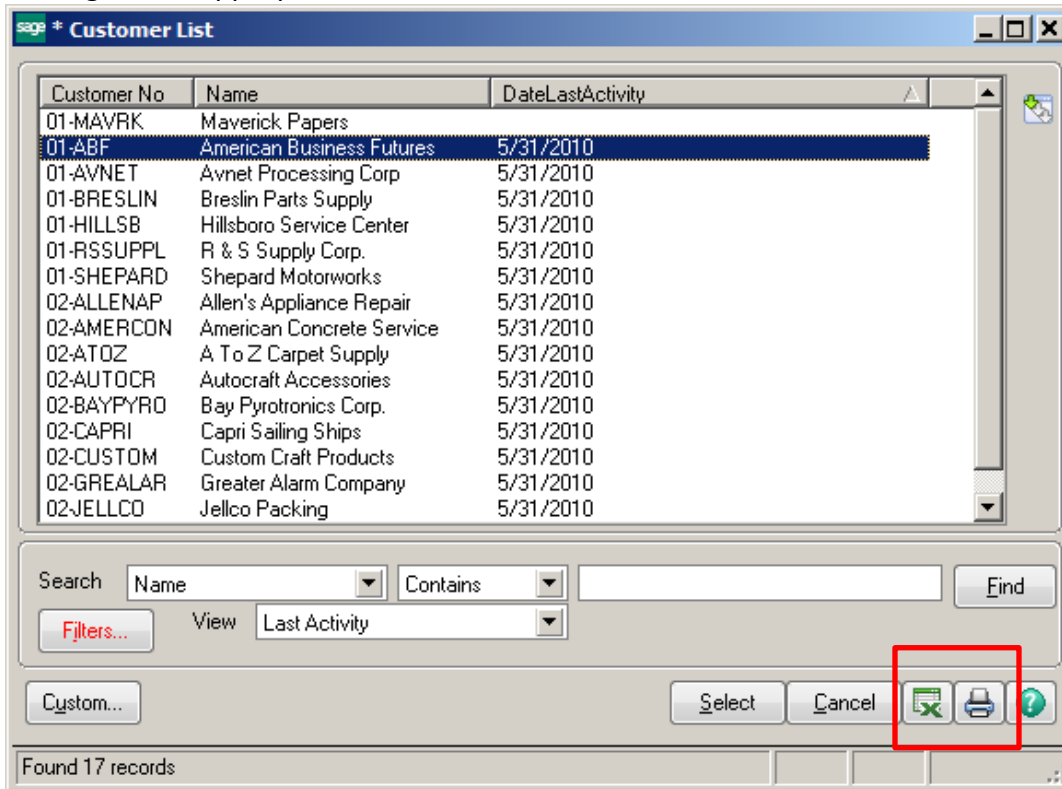 sage * Customer List
Customer No Name DateLastActivity
01-MAVRK Maverick Papers
01-ABF American Business Futures 5/31/2010
01-AVNET Avnet Processing Corp 5/31/2010
01-BRESLIN Breslin Parts Supply 5/31/2010
01-HILLSB Hillsboro Service Center 5/31/2010
01-RSSUPPL R & S Supply Corp. 5/31/2010
01-SHEPARD Shepard Motorworks 5/31/2010
02-ALLENAP Allen's Appliance Repair 5/31/2010
02-AMERCON American Concrete Service 5/31/2010
02-ATOZ A To Z Carpet Supply 5/31/2010
02-AUTOCR Autocraft Accessories 5/31/2010
02-BAYPYRO Bay Pyrotronics Corp. 5/31/2010
02-CAPRI Capri Sailing Ships 5/31/2010
02-CUSTOM Custom Craft Products 5/31/2010
02-GREALAR Greater Alarm Company 5/31/2010
02-JELLCO Jellco Packing 5/31/2010
Search Name Contains Find
Filters... View Last Activity
Custom... Select Cancel ?
Found 17 records